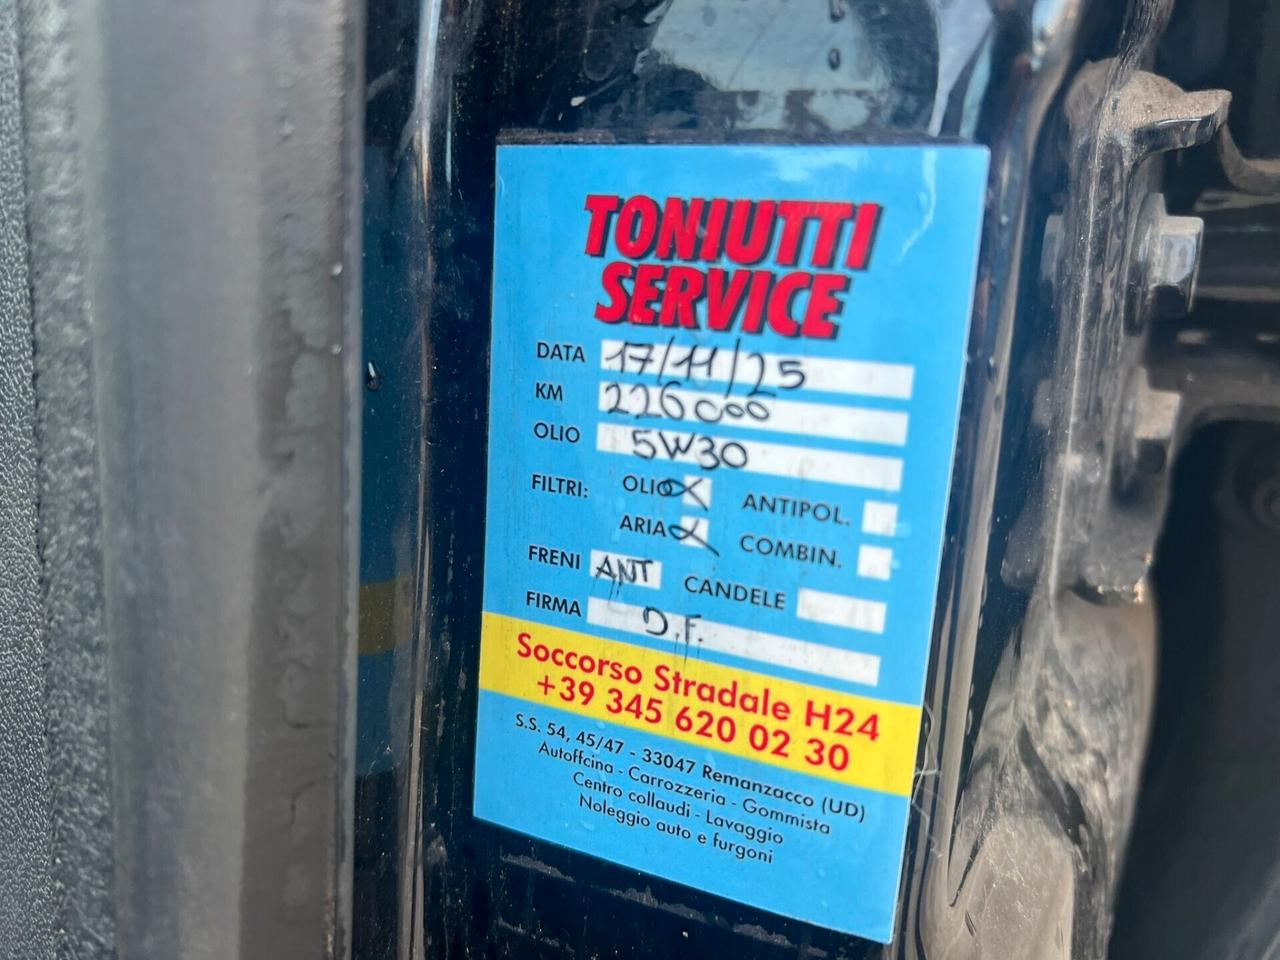 TONIUTTI
SERVICE
DATA 17/11/25
KM 226000
OLIO 5W30
FILTRI: OLIO X ANTIPOL.
ARIA X COMBIN.
FRENI ANT CANDELE
FIRMA D.F.
Soccorso Stradale H24
+39 345 620 02 30
S.S. 54, 45/47 - 33047 Remanzacco (UD)
Autoffcina - Carrozzeria - Gommista
Centro collaudi - Lavaggio
Noleggio auto e furgoni